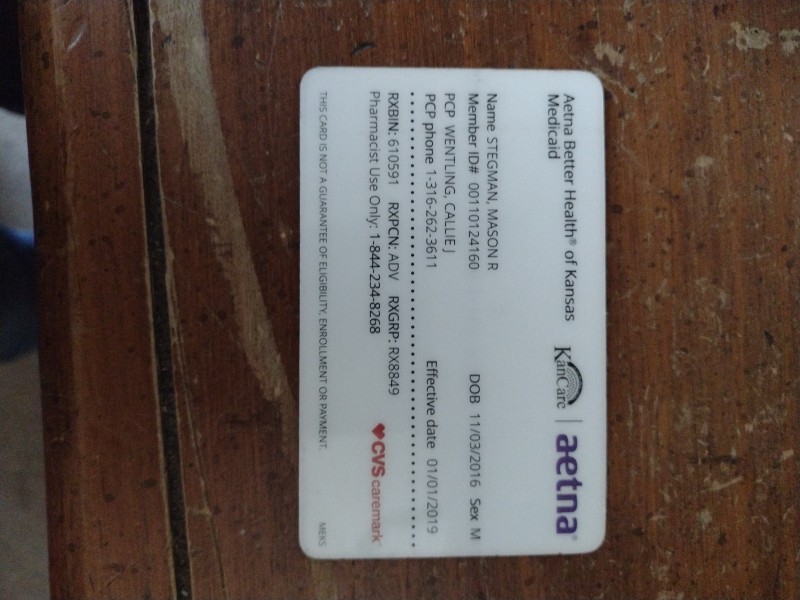 Aetna Better Health® of Kansas
Medicaid
KanCare | aetna®
Name STEGMAN, MASON R
Member ID# 00110124160 DOB 11/03/2016 Sex M
PCP WENTLING, CALLIE J
PCP phone 1-316-262-3611 Effective date 01/01/2019
RXBIN: 610591 RXPCN: ADV RXGRP: RX8849
Pharmacist Use Only: 1-844-234-8268
CVS caremark
THIS CARD IS NOT A GUARANTEE OF ELIGIBILITY, ENROLLMENT OR PAYMENT. MEKS